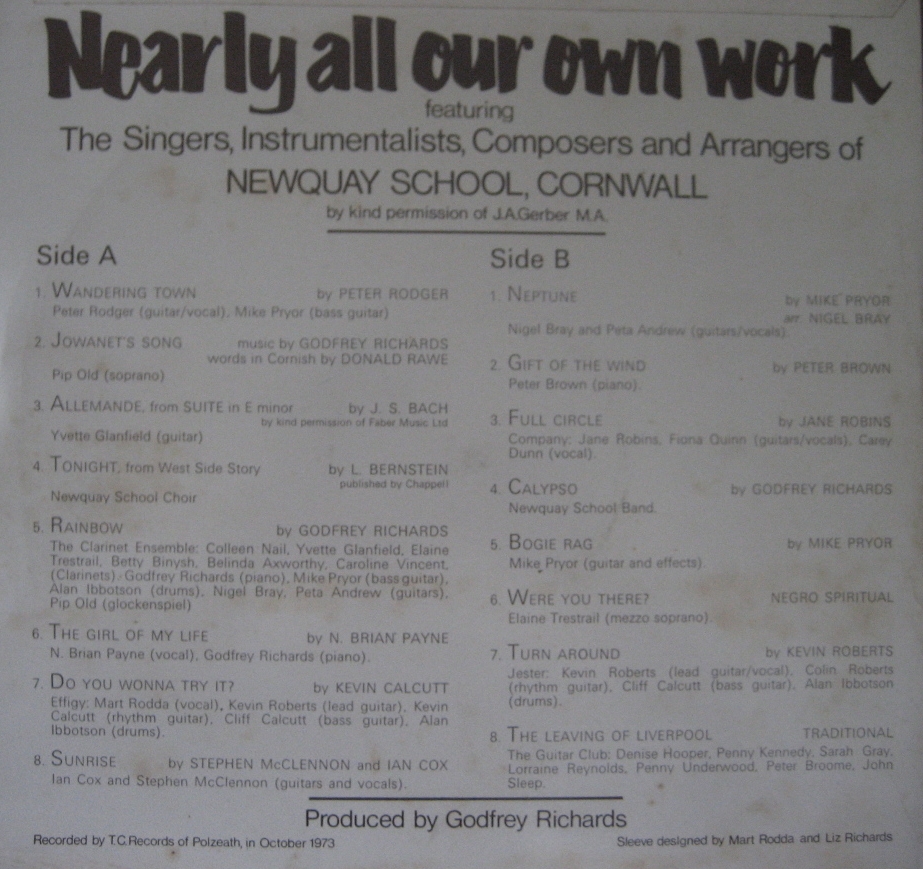 Nearly all our own work
featuring
The Singers, Instrumentalists, Composers and Arrangers of
NEWQUAY SCHOOL, CORNWALL
by kind permission of J.A.Gerber M.A.
Side A
1. WANDERING TOWN by PETER RODGER
Peter Rodger (guitar/vocal), Mike Pryor (bass guitar)
2. JOWANET'S SONG music by GODFREY RICHARDS
words in Cornish by DONALD RAWE
Pip Old (soprano)
3. ALLEMANDE, from SUITE in E minor by J. S. BACH
by kind permission of Faber Music Ltd
Yvette Glanfield (guitar)
4. TONIGHT, from West Side Story by L. BERNSTEIN
published by Chappell
Newquay School Choir
5. RAINBOW by GODFREY RICHARDS
The Clarinet Ensemble: Colleen Nail, Yvette Glanfield, Elaine
Trestrail, Betty Binysh, Belinda Axworthy, Caroline Vincent,
(Clarinets) Godfrey Richards (piano), Mike Pryor (bass guitar),
Alan Ibbotson (drums), Nigel Bray, Peta Andrew (guitars),
Pip Old (glockenspiel)
6. THE GIRL OF MY LIFE by N. BRIAN PAYNE
N. Brian Payne (vocal), Godfrey Richards (piano).
7. DO YOU WONNA TRY IT? by KEVIN CALCUTT
Effigy: Mart Rodda (vocal), Kevin Roberts (lead guitar), Kevin
Calcutt (rhythm guitar), Cliff Calcutt (bass guitar), Alan
Ibbotson (drums).
8. SUNRISE by STEPHEN McCLENNON and IAN COX
Ian Cox and Stephen McClennon (guitars and vocals).
Side B
1. NEPTUNE by MIKE PRYOR
arr. NIGEL BRAY
Nigel Bray and Peta Andrew (guitars/vocals).
2. GIFT OF THE WIND by PETER BROWN
Peter Brown (piano).
3. FULL CIRCLE by JANE ROBINS
Company: Jane Robins, Fiona Quinn (guitars/vocals), Carey
Dunn (vocal).
4. CALYPSO by GODFREY RICHARDS
Newquay School Band.
5. BOGIE RAG by MIKE PRYOR
Mike Pryor (guitar and effects)
6. WERE YOU THERE? NEGRO SPIRITUAL
Elaine Trestrail (mezzo soprano)
7. TURN AROUND by KEVIN ROBERTS
Jester: Kevin Roberts (lead guitar/vocal), Colin Roberts
(rhythm guitar), Cliff Calcutt (bass guitar), Alan Ibbotson
(drums).
8. THE LEAVING OF LIVERPOOL TRADITIONAL
The Guitar Club: Denise Hooper, Penny Kennedy, Sarah Gray,
Lorraine Reynolds, Penny Underwood, Peter Broome, John
Sleep.
Produced by Godfrey Richards
Recorded by T.C.Records of Polzeath, in October 1973
Sleeve designed by Mart Rodda and Liz Richards